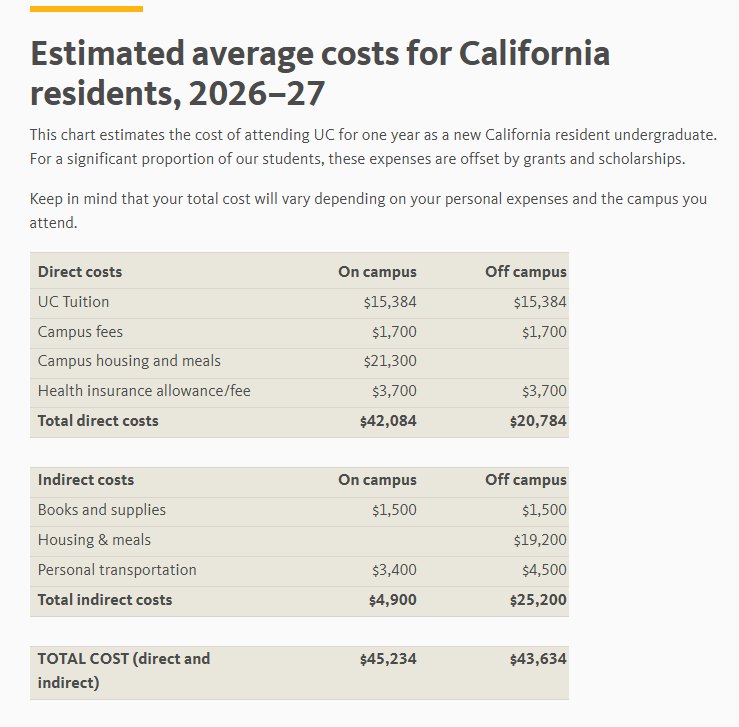 Estimated average costs for California
residents, 2026–27
This chart estimates the cost of attending UC for one year as a new California resident undergraduate.
For a significant proportion of our students, these expenses are offset by grants and scholarships.
Keep in mind that your total cost will vary depending on your personal expenses and the campus you
attend.
Direct costs On campus Off campus
UC Tuition $15,384 $15,384
Campus fees $1,700 $1,700
Campus housing and meals $21,300
Health insurance allowance/fee $3,700 $3,700
Total direct costs $42,084 $20,784
Indirect costs On campus Off campus
Books and supplies $1,500 $1,500
Housing & meals $19,200
Personal transportation $3,400 $4,500
Total indirect costs $4,900 $25,200
TOTAL COST (direct and $45,234 $43,634
indirect)